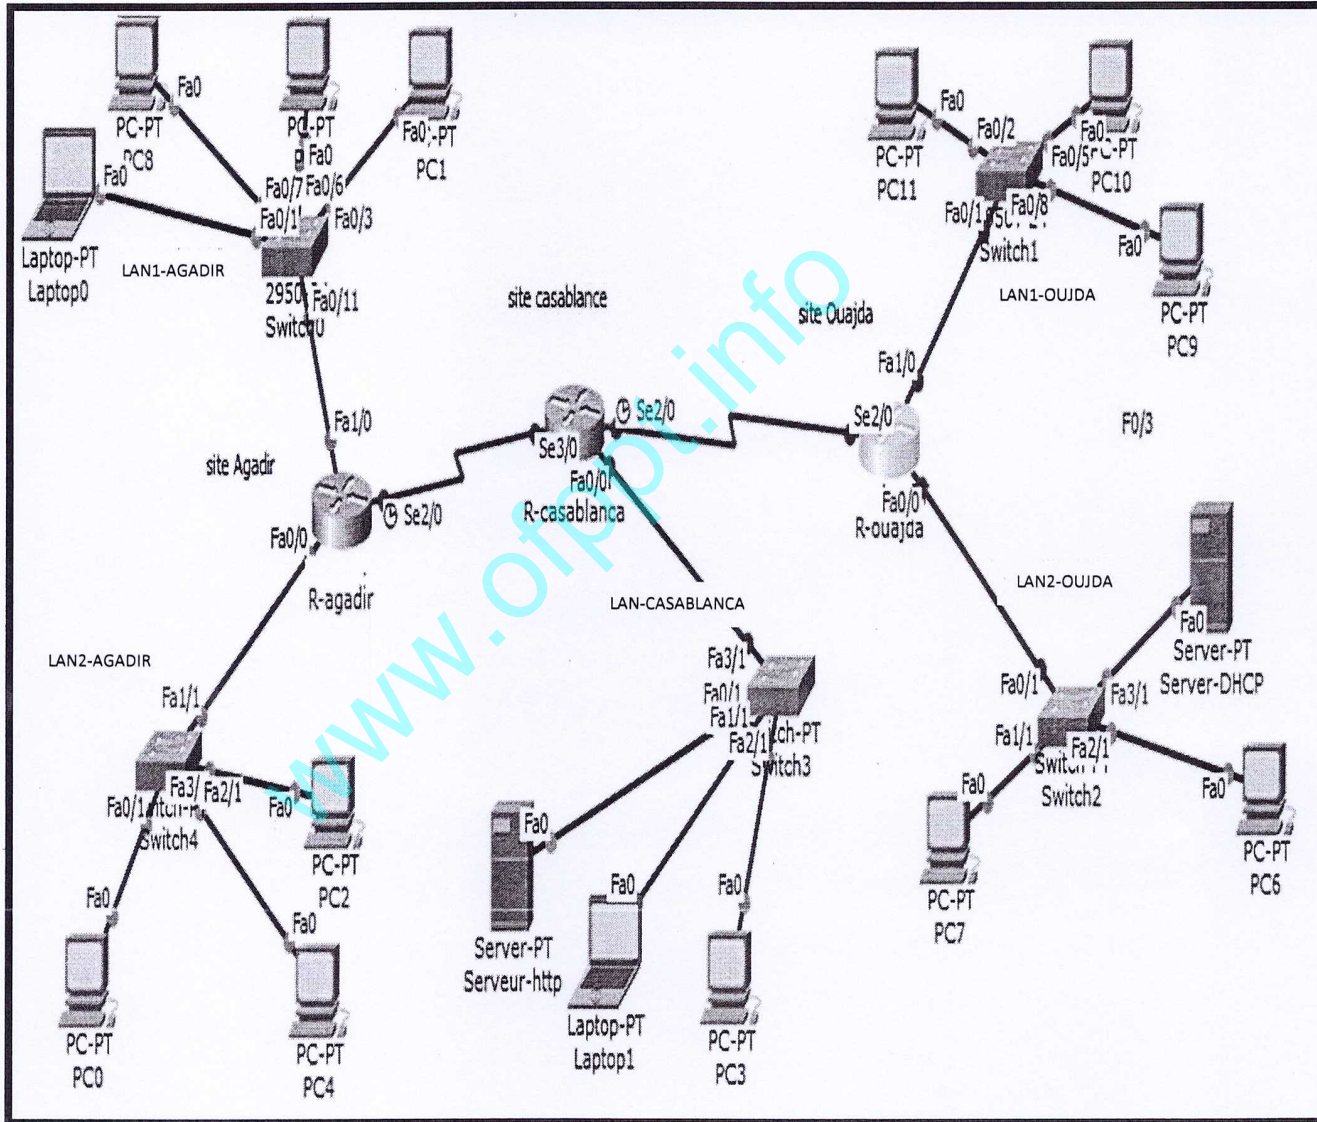 Fa0
PC-PT
PC8
PC-PT
Fa0
Fa0
PC1
Fa0
Laptop-PT
Laptop0
Fa0/7
Fa0/6
Fa0/1
Fa0/3
LAN1-AGADIR
Fa0/11
Switch0
Fa1/0
site Agadir
Fa0/0
Se2/0
R-agadir
LAN2-AGADIR
Fa1/1
Fa0/1
Fa3/
Fa2/1
Switch4
Fa0
PC-PT
PC2
Fa0
PC-PT
PC0
Fa0
PC-PT
PC4
site casablance
Se2/0
Se3/0
Fa0/0
R-casablanca
LAN-CASABLANCA
Fa3/1
Fa0/1
Fa1/1
Fa2/1
Switch3
Fa0
Server-PT
Serveur-http
Fa0
Laptop-PT
Laptop1
Fa0
PC-PT
PC3
site Ouajda
Fa0
PC-PT
PC11
Fa0/2
Fa0
Fa0/5
PC10
Fa0/1
Fa0/8
Switch1
Fa0
PC-PT
PC9
LAN1-OUJDA
Fa1/0
Se2/0
F0/3
Fa0/0
R-ouajda
LAN2-OUJDA
Fa0
Server-PT
Server-DHCP
Fa0/1
Fa3/1
Fa1/1
Fa2/1
Switch2
Fa0
PC-PT
PC7
Fa0
PC-PT
PC6
www.ofppt.info